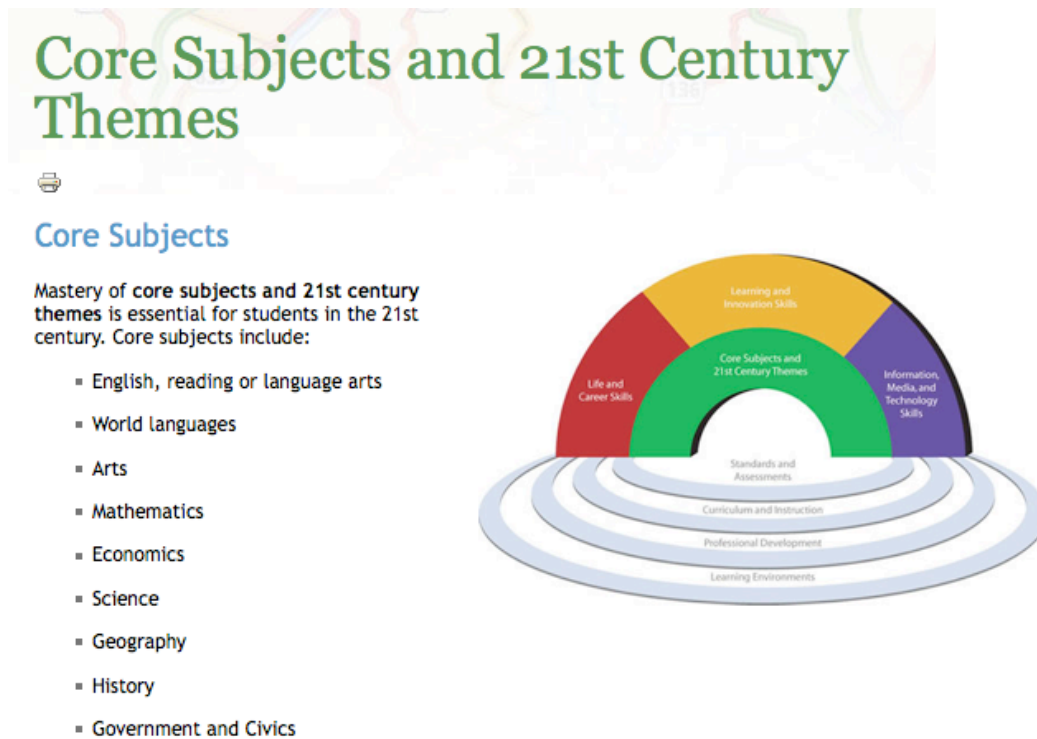 Core Subjects and 21st Century
Themes
Core Subjects
Mastery of core subjects and 21st century
themes is essential for students in the 21st
century. Core subjects include:
English, reading or language arts
World languages
Arts
Mathematics
Economics
Science
Geography
History
Government and Civics
Learning and
Innovation Skills
Core Subjects and
21st Century Themes
Life and
Career Skills
Information,
Media, and
Technology
Skills
Standards and
Assessments
Curriculum and Instruction
Professional Development
Learning Environments